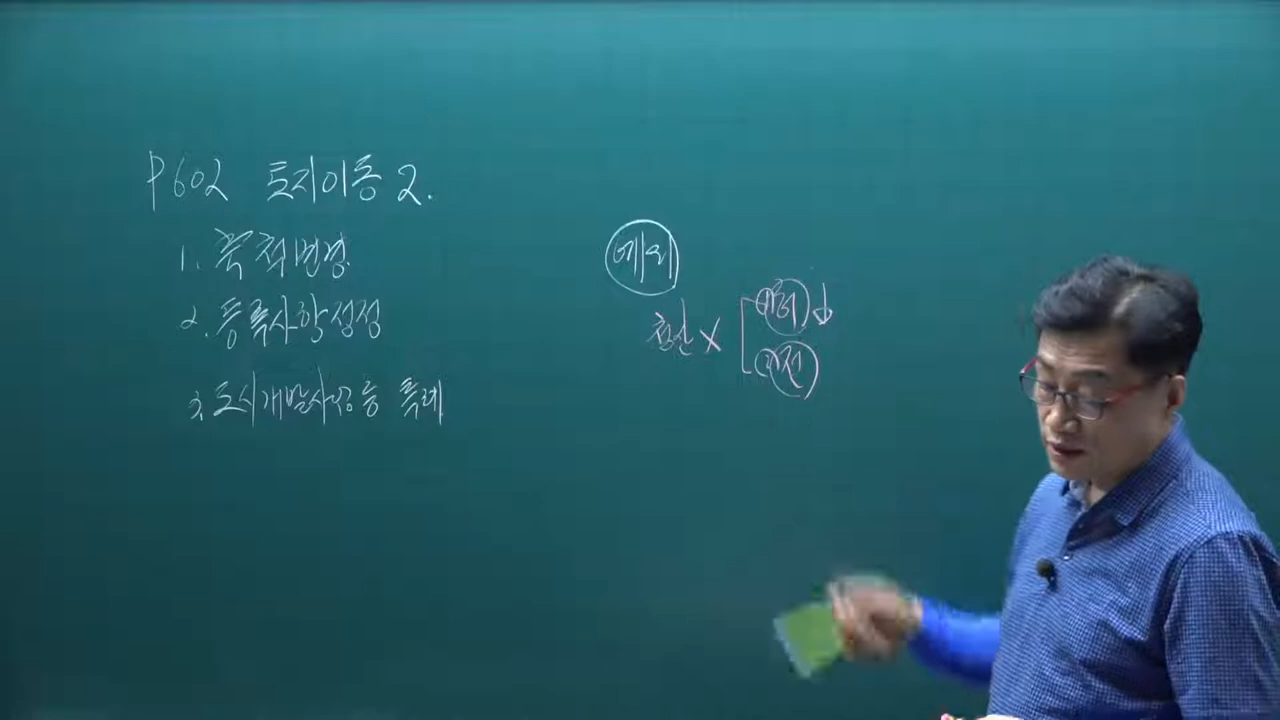 P602 토지이동 2.
1. 축척변경
2. 등록사항정정
3. 도시개발사업등 특례
예외
청산 X